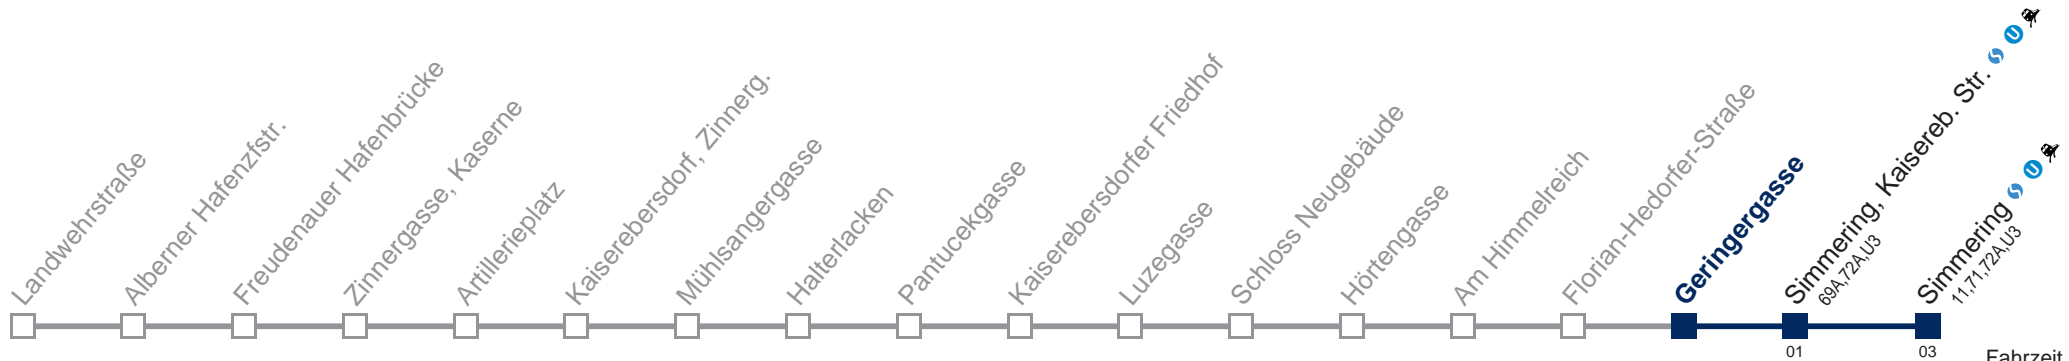 Landwehrstraße
Alberner Hafenzfstr.
Freudenauer Hafenbrücke
Zinnergasse, Kaserne
Artillerieplatz
Kaiserebersdorf, Zinnerg.
Mühlsangergasse
Halterlacken
Pantucekgasse
Kaiserebersdorfer Friedhof
Luzegasse
Schloss Neugebäude
Hörtengasse
Am Himmelreich
Florian-Hedorfer-Straße
Geringergasse
Simmering, Kaisereb. Str. S U
69A,72A,U3
Simmering S U
11,71,72A,U3
01
03
Fahrzeit